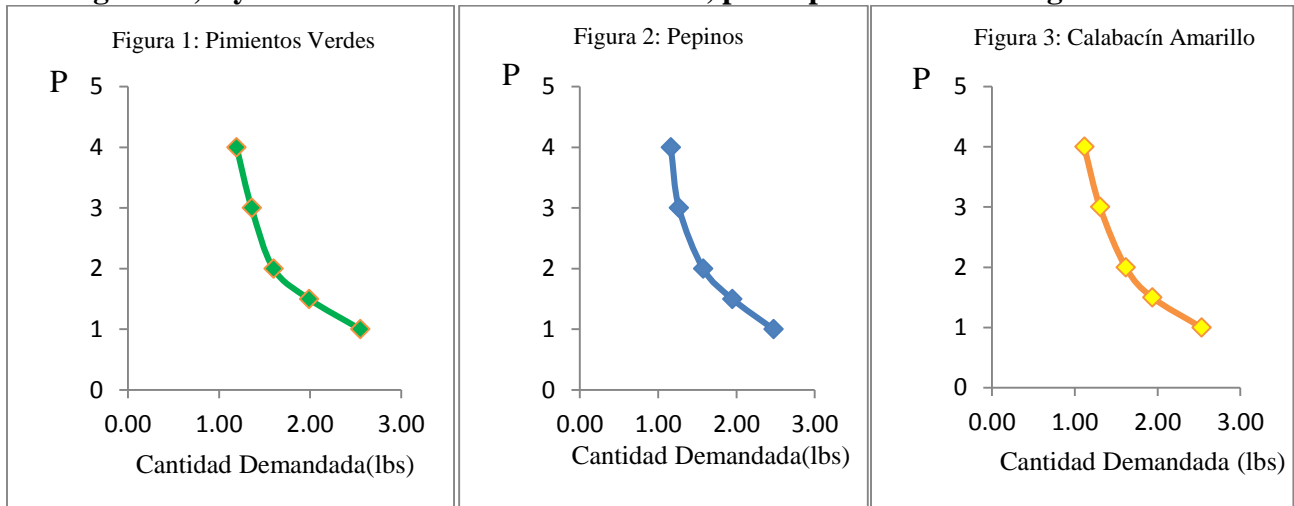 Figura 1: Pimientos Verdes
P
5
4
3
2
1
0
0.00 1.00 2.00 3.00
Cantidad Demandada(lbs)
Figura 2: Pepinos
P
5
4
3
2
1
0
0.00 1.00 2.00 3.00
Cantidad Demandada(lbs)
Figura 3: Calabacín Amarillo
P
5
4
3
2
1
0
0.00 1.00 2.00 3.00
Cantidad Demandada (lbs)